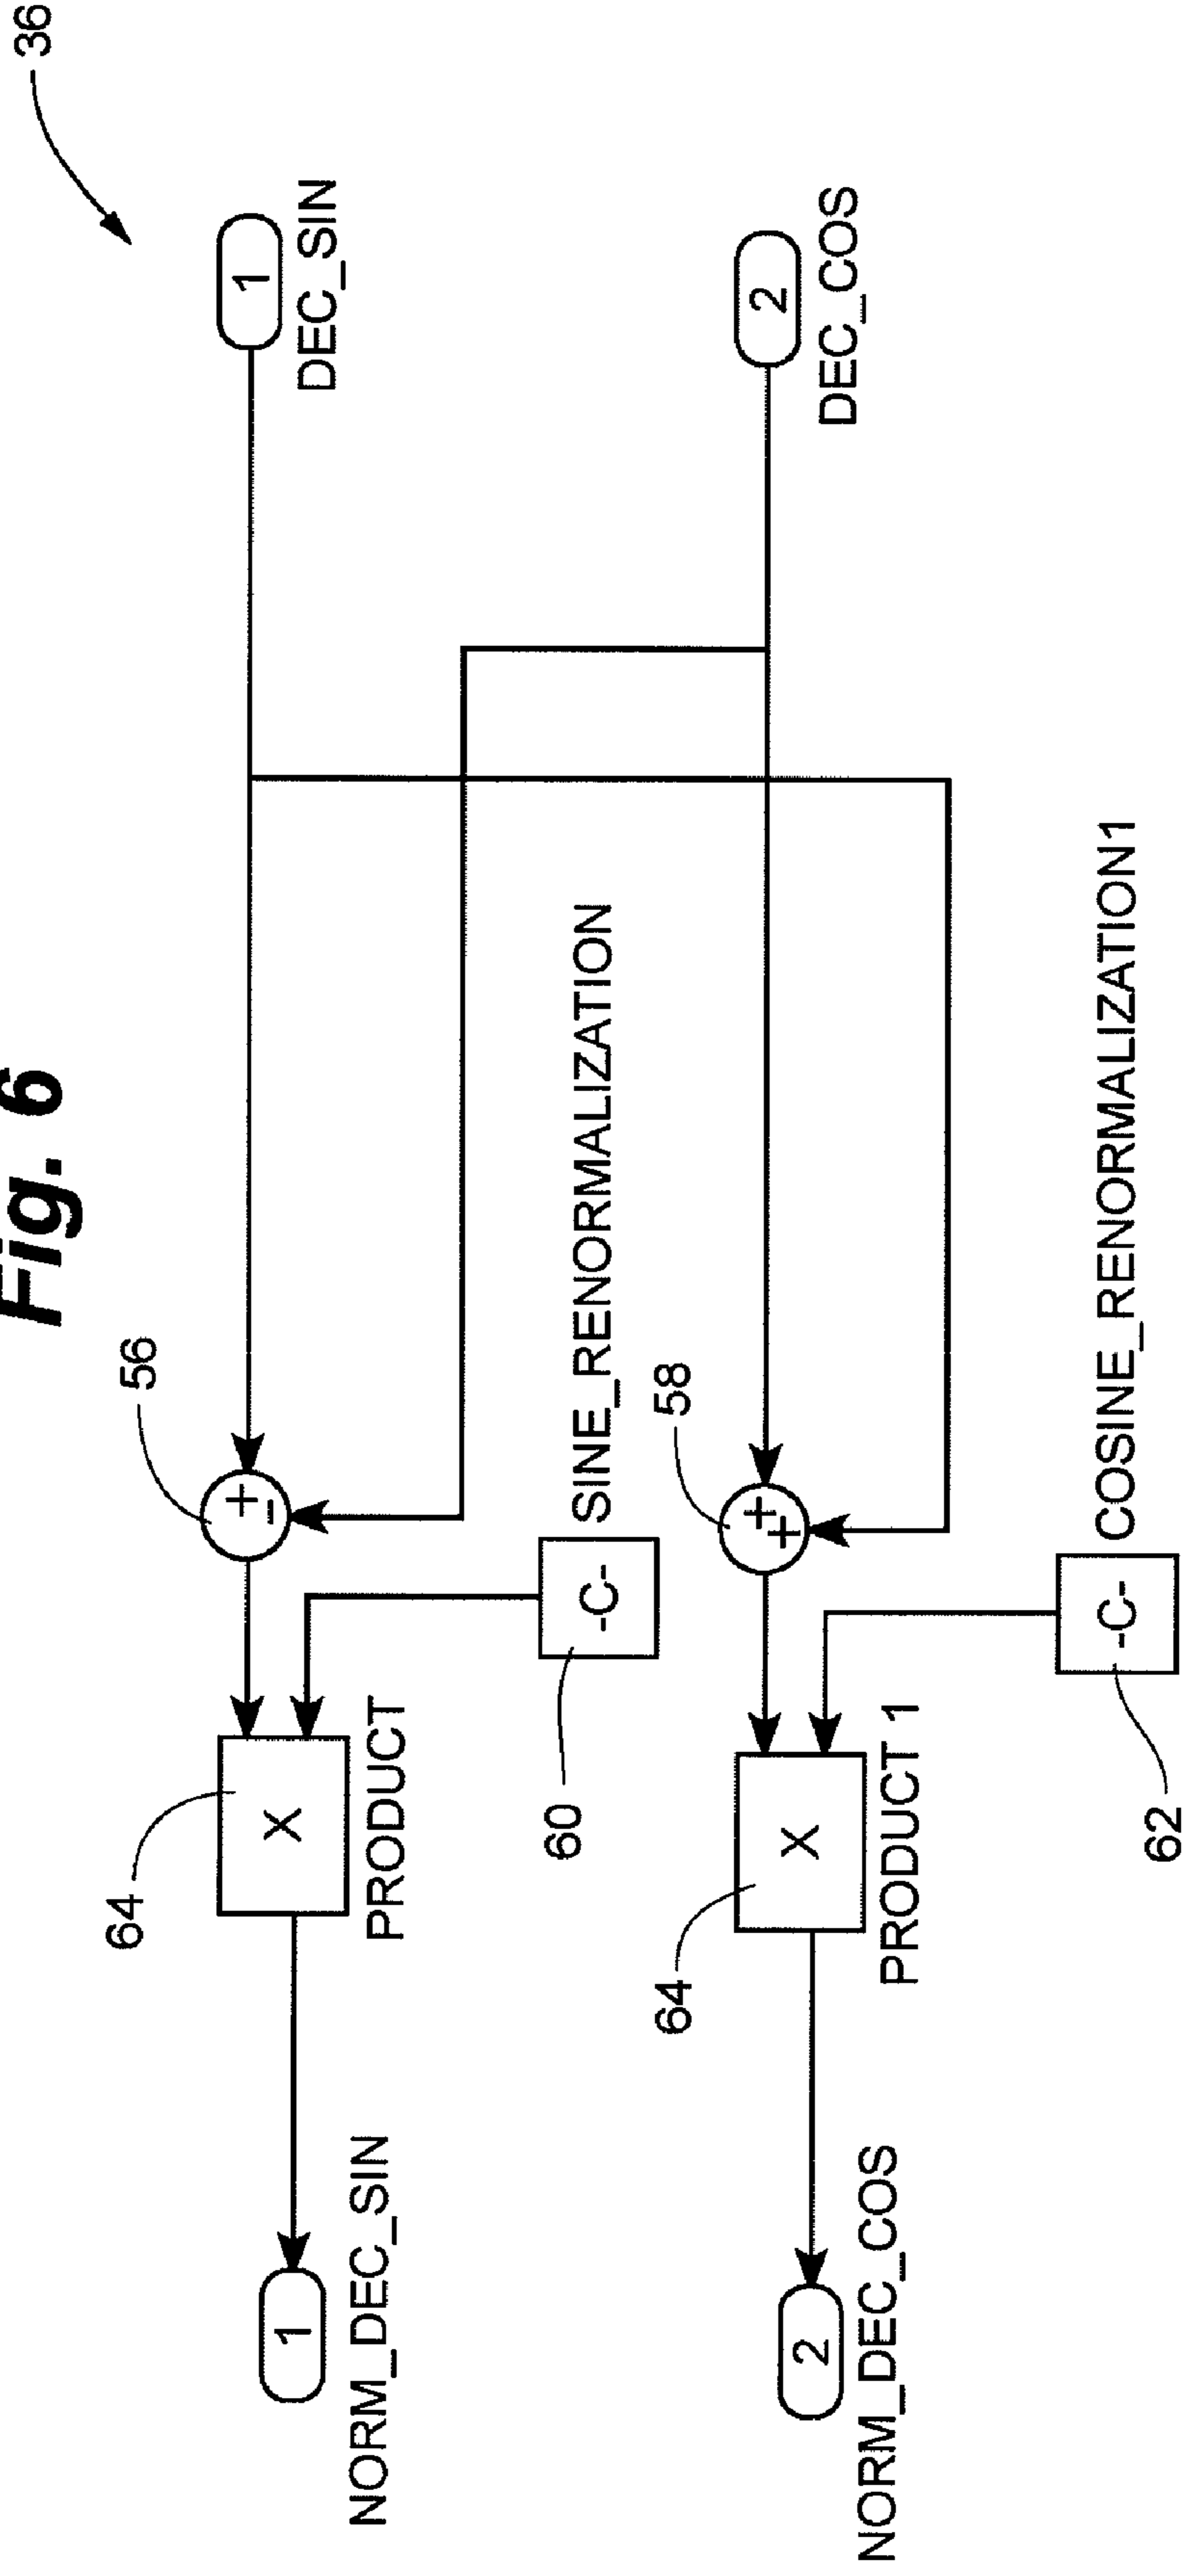 Fig. 6
36
1
DEC_SIN
2
DEC_COS
56
+
-
58
+
+
-C-
SINE_RENORMALIZATION
60
-C-
COSINE_RENORMALIZATION1
62
64
X
PRODUCT
64
X
PRODUCT 1
1
NORM_DEC_SIN
2
NORM_DEC_COS